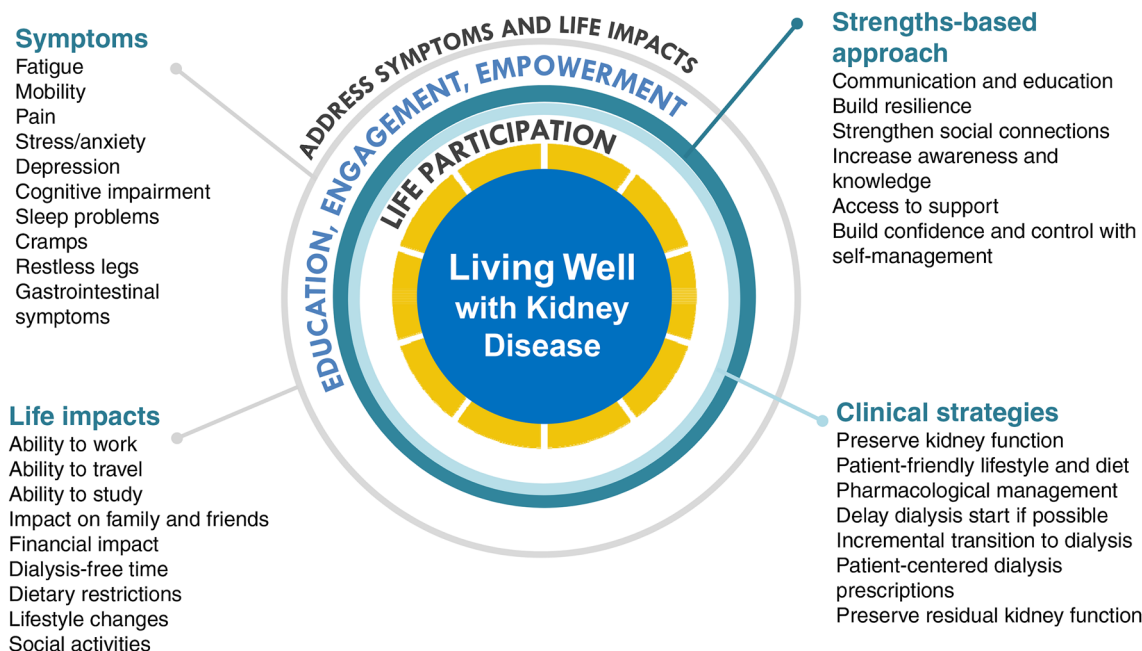 Symptoms
Fatigue
Mobility
Pain
Stress/anxiety
Depression
Cognitive impairment
Sleep problems
Cramps
Restless legs
Gastrointestinal
symptoms
Life impacts
Ability to work
Ability to travel
Ability to study
Impact on family and friends
Financial impact
Dialysis-free time
Dietary restrictions
Lifestyle changes
Social activities
ADDRESS SYMPTOMS AND LIFE IMPACTS
EDUCATION, ENGAGEMENT, EMPOWERMENT
LIFE PARTICIPATION
Living Well
with Kidney
Disease
Strengths-based
approach
Communication and education
Build resilience
Strengthen social connections
Increase awareness and
knowledge
Access to support
Build confidence and control with
self-management
Clinical strategies
Preserve kidney function
Patient-friendly lifestyle and diet
Pharmacological management
Delay dialysis start if possible
Incremental transition to dialysis
Patient-centered dialysis
prescriptions
Preserve residual kidney function